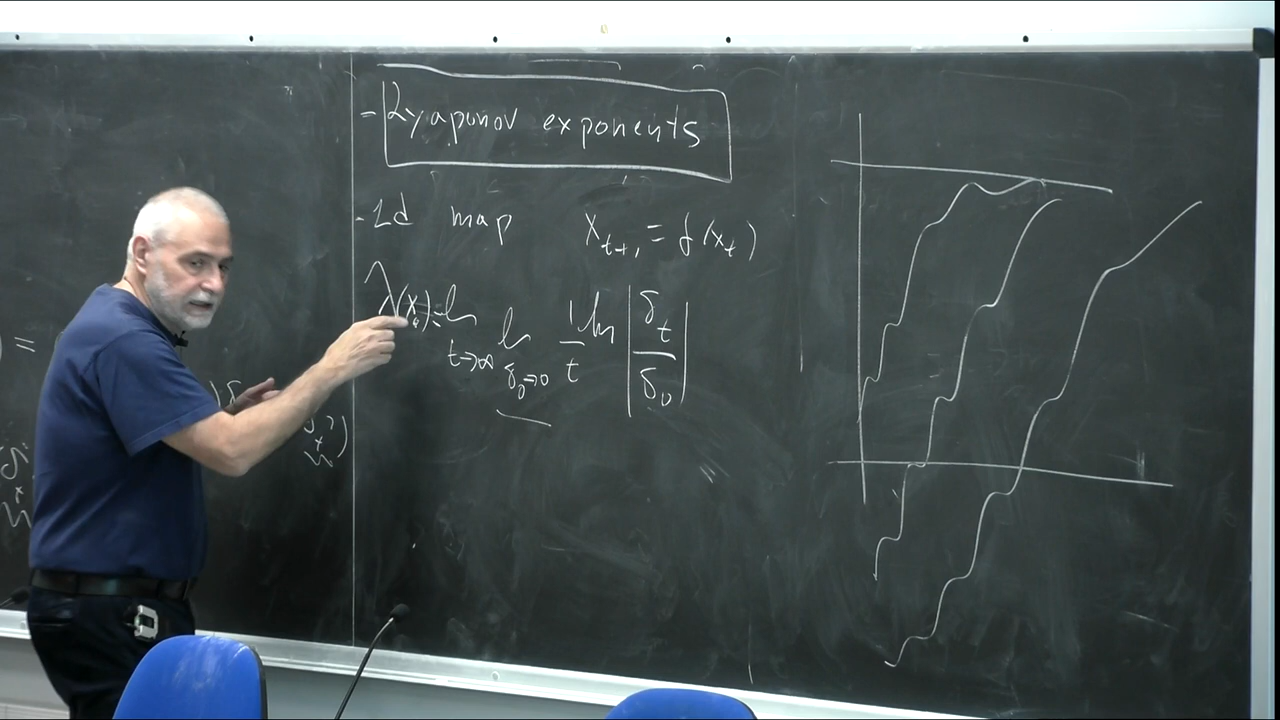 - Lyapunov exponents
- 1d map x_{t+1} = f(x_t)
λ(x_0) = lim_{t→∞} lim_{δ_0→0} 1/t ln |δ_t/δ_0|
) =